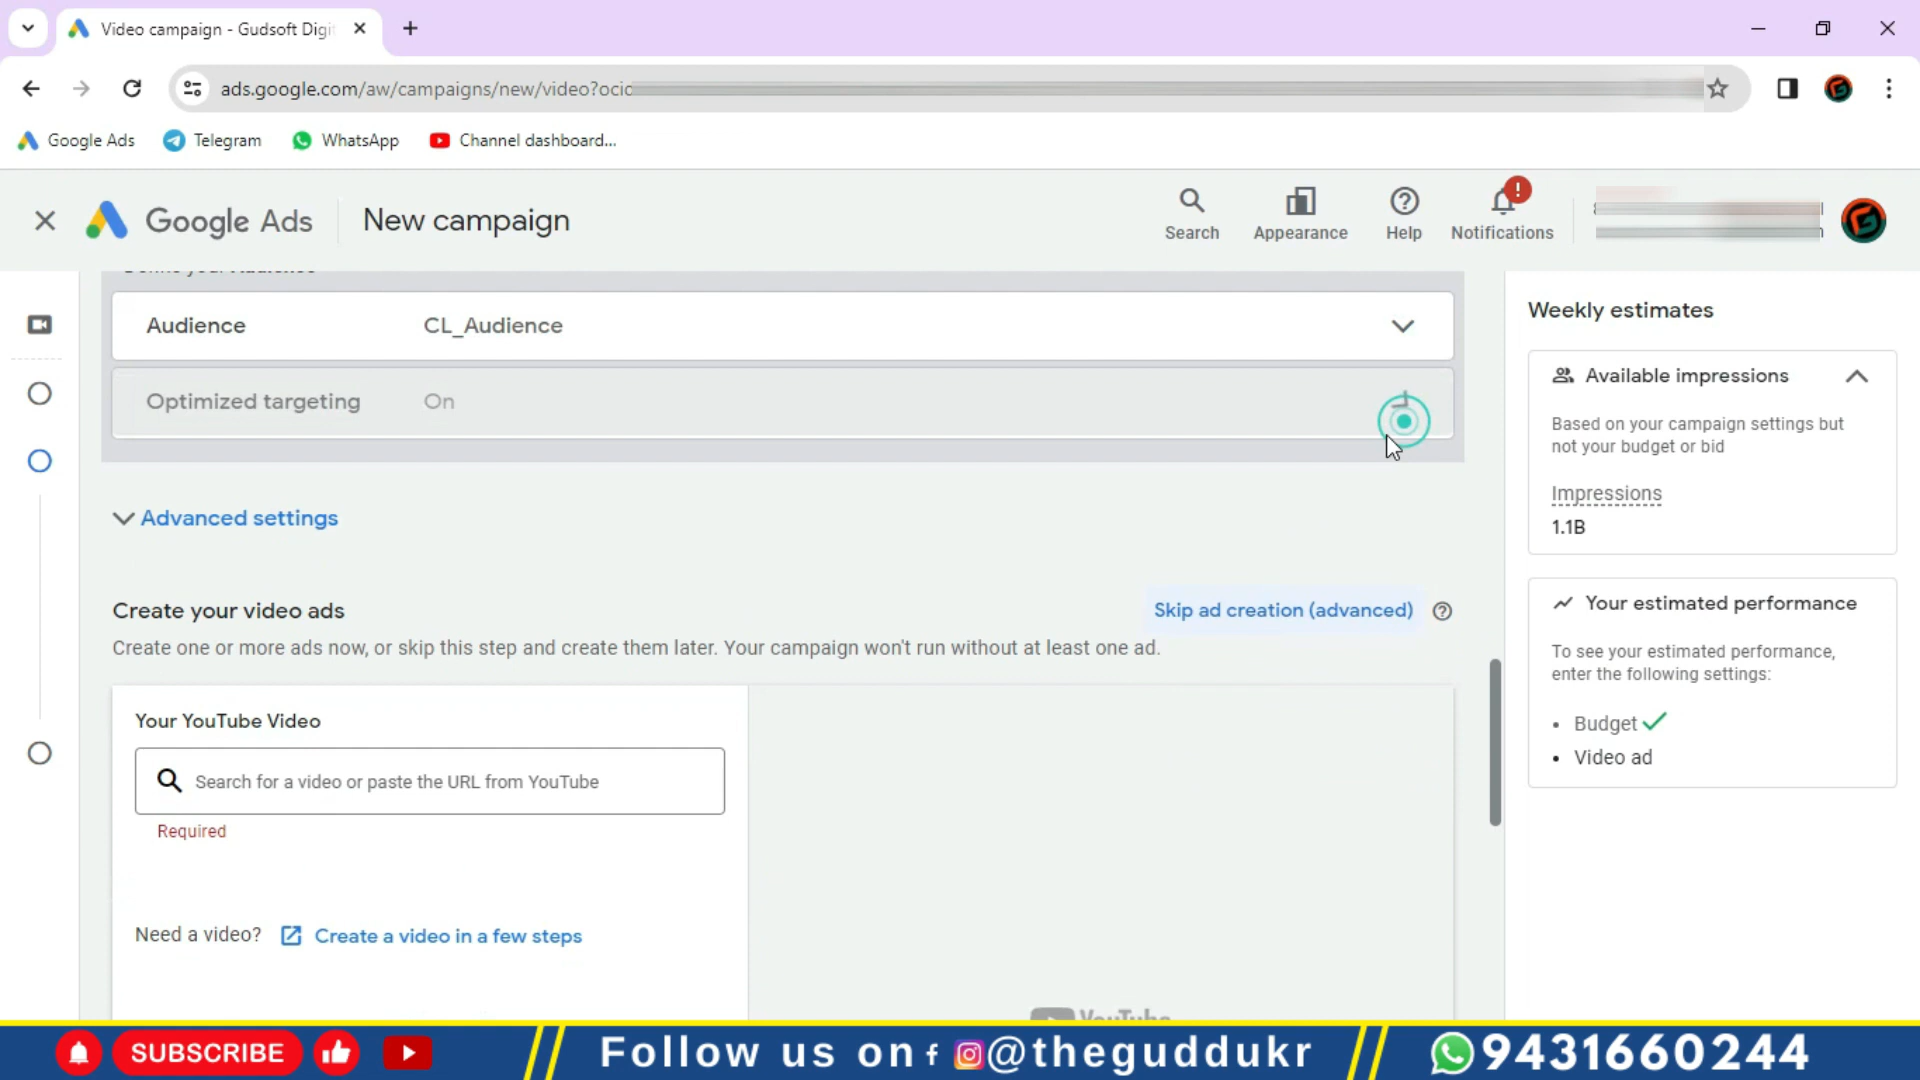 Video campaign - Gudsoft Digi
ads.google.com/aw/campaigns/new/video?ocid
Google Ads
Telegram
WhatsApp
Channel dashboard...
Google Ads
New campaign
Search
Appearance
Help
Notifications
Define your Audience
Audience
CL_Audience
Optimized targeting
On
Advanced settings
Create your video ads
Skip ad creation (advanced)
Create one or more ads now, or skip this step and create them later. Your campaign won't run without at least one ad.
Your YouTube Video
Search for a video or paste the URL from YouTube
Required
Need a video?
Create a video in a few steps
YouTube
Weekly estimates
Available impressions
Based on your campaign settings but
not your budget or bid
Impressions
1.1B
Your estimated performance
To see your estimated performance,
enter the following settings:
• Budget
• Video ad
SUBSCRIBE
Follow us on f @theguddukr
9431660244